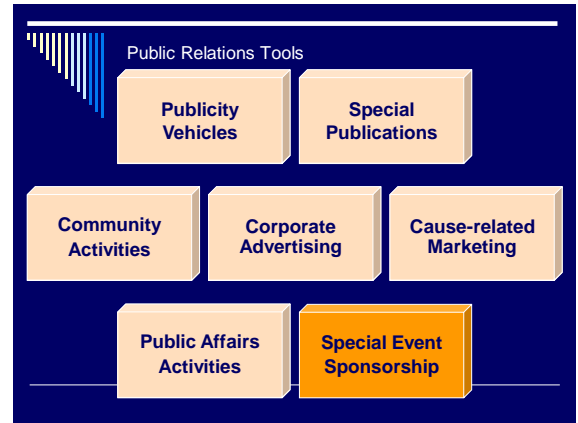 Public Relations Tools
Publicity
Vehicles
Special
Publications
Community
Activities
Corporate
Advertising
Cause-related
Marketing
Public Affairs
Activities
Special Event
Sponsorship